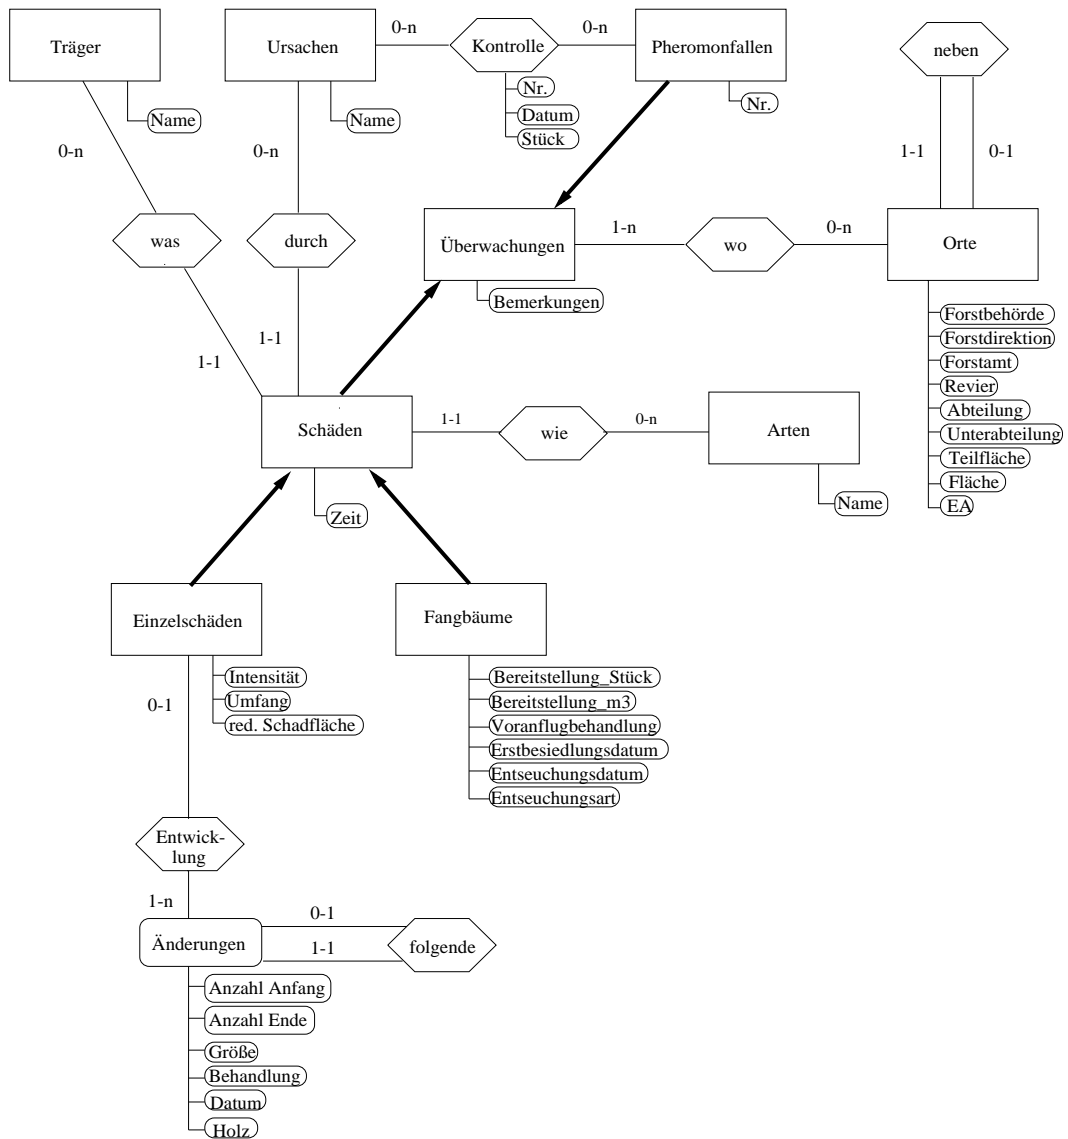 Träger
0-n
Name
was
1-1
Ursachen
0-n
Name
durch
1-1
0-n
Kontrolle
0-n
Nr.
Datum
Stück
Pheromonfallen
Nr.
neben
1-1
0-1
Überwachungen
Bemerkungen
1-n
wo
0-n
Orte
Forstbehörde
Forstdirektion
Forstamt
Revier
Abteilung
Unterabteilung
Teilfläche
Fläche
EA
Schäden
Zeit
1-1
wie
0-n
Arten
Name
Einzelschäden
Intensität
Umfang
red. Schadfläche
0-1
Fangbäume
Bereitstellung_Stück
Bereitstellung_m3
Voranflugbehandlung
Erstbesiedlungsdatum
Entseuchungsdatum
Entseuchungsart
Entwick-
lung
1-n
Änderungen
0-1
1-1
folgende
Anzahl Anfang
Anzahl Ende
Größe
Behandlung
Datum
Holz